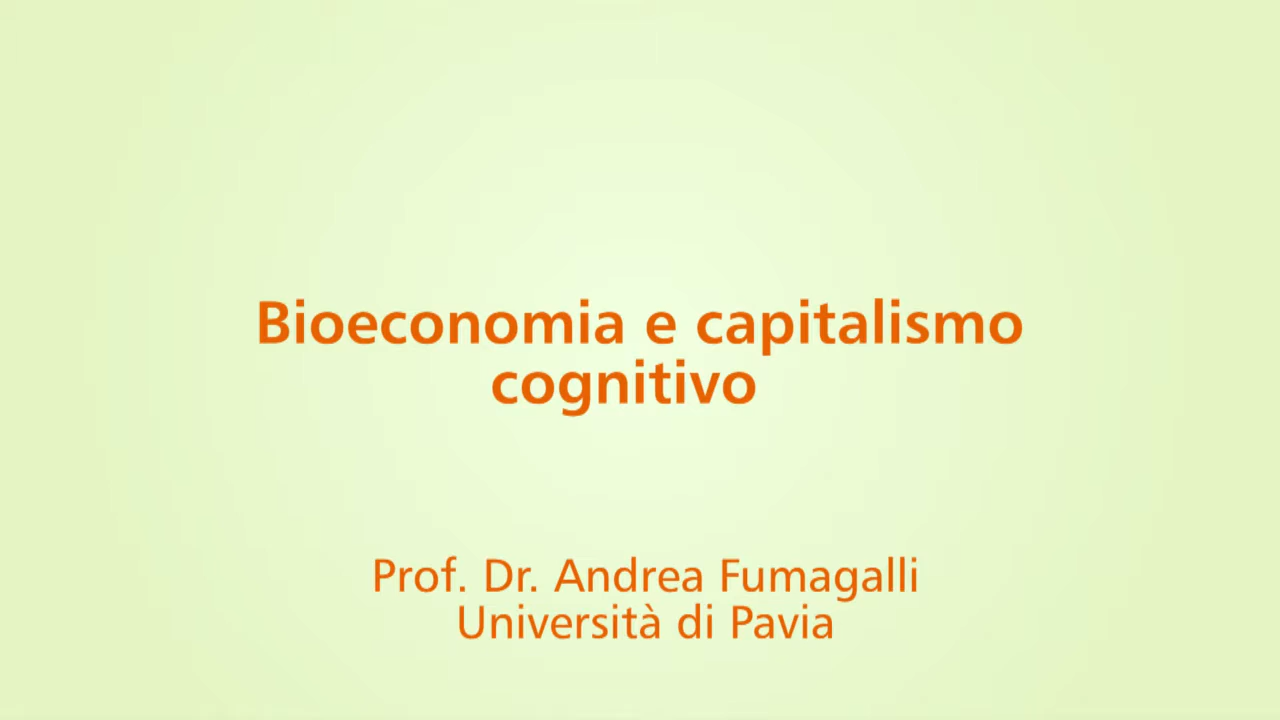 Bioeconomia e capitalismo
cognitivo
Prof. Dr. Andrea Fumagalli
Università di Pavia